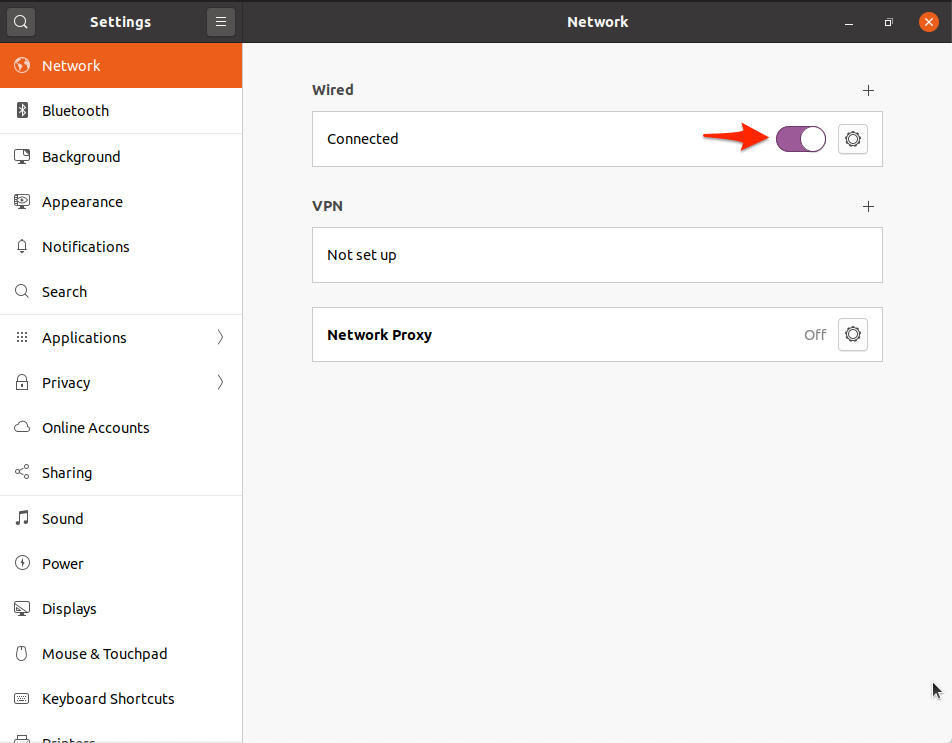 Settings
Network
Network
Bluetooth
Background
Appearance
Notifications
Search
Applications
Privacy
Online Accounts
Sharing
Sound
Power
Displays
Mouse & Touchpad
Keyboard Shortcuts
Printers
Wired
Connected
VPN
Not set up
Network Proxy Off